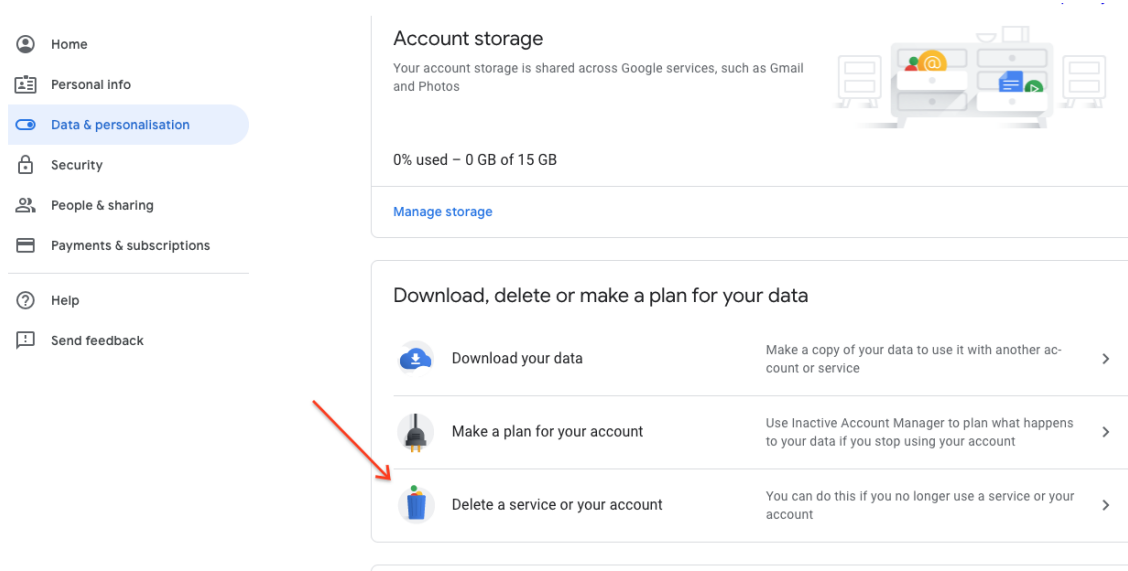 Home
Personal info
Data & personalisation
Security
People & sharing
Payments & subscriptions
Help
Send feedback
Account storage
Your account storage is shared across Google services, such as Gmail
and Photos
0% used – 0 GB of 15 GB
Manage storage
Download, delete or make a plan for your data
Download your data
Make a copy of your data to use it with another ac-
count or service
Make a plan for your account
Use Inactive Account Manager to plan what happens
to your data if you stop using your account
Delete a service or your account
You can do this if you no longer use a service or your
account